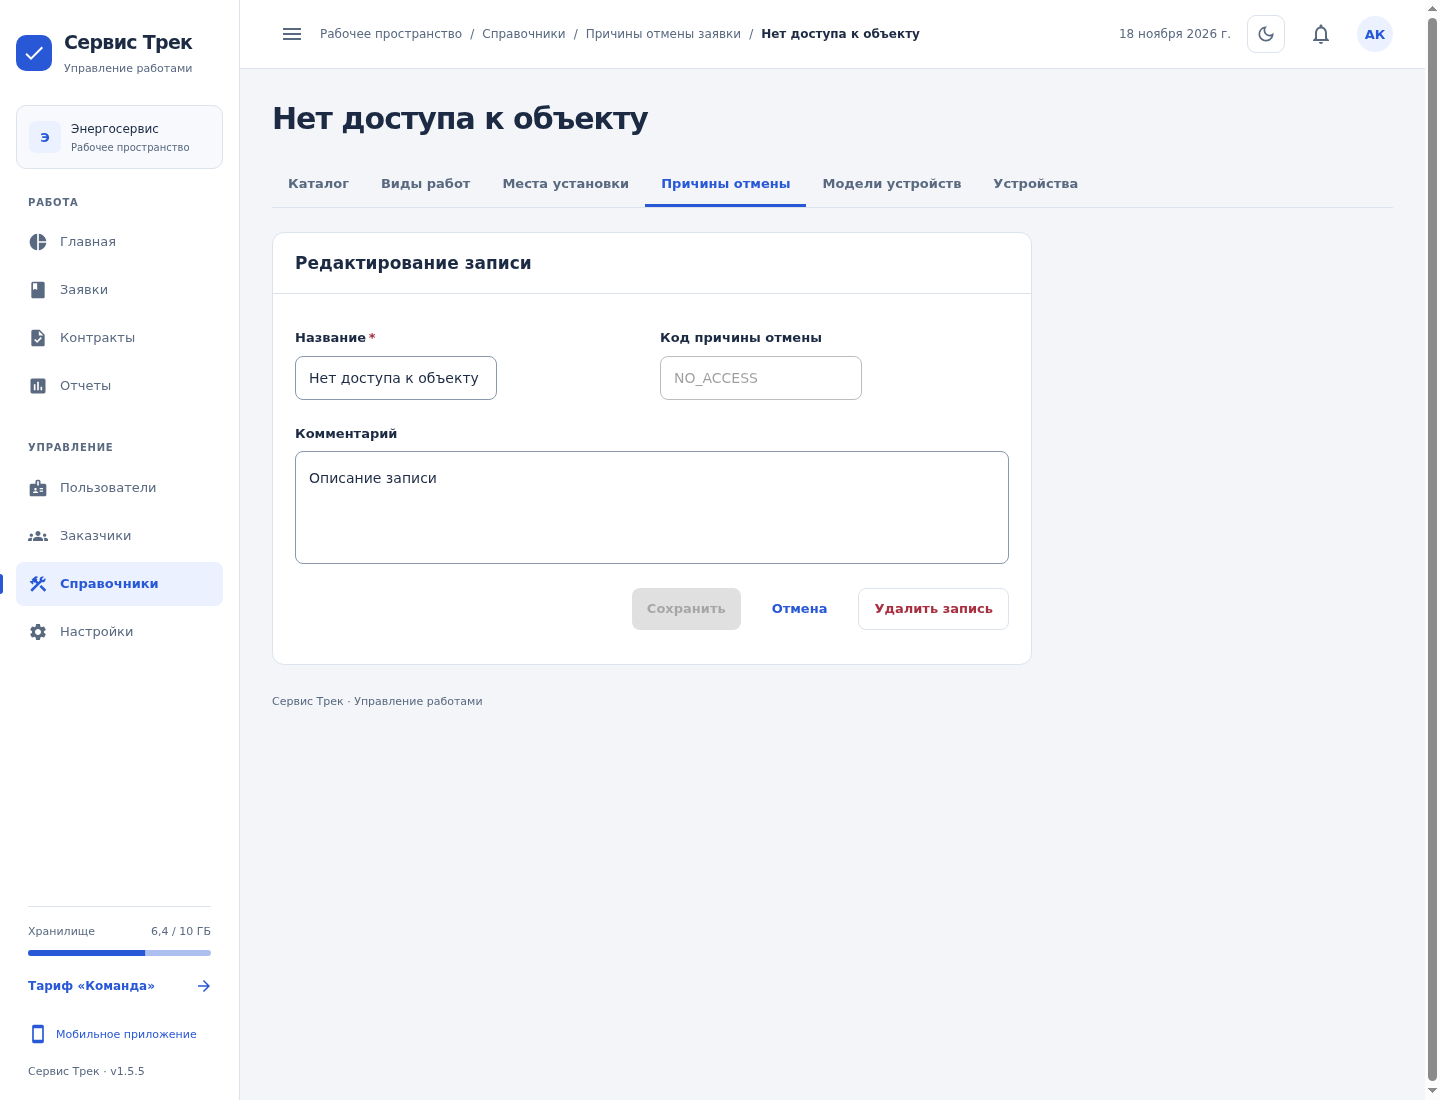 Сервис Трек
Управление работами
Э
Энергосервис
Рабочее пространство
РАБОТА
Главная
Заявки
Контракты
Отчеты
УПРАВЛЕНИЕ
Пользователи
Заказчики
Справочники
Настройки
Хранилище 6,4 / 10 ГБ
Тариф «Команда»
Мобильное приложение
Сервис Трек · v1.5.5
Рабочее пространство / Справочники / Причины отмены заявки / Нет доступа к объекту
18 ноября 2026 г.
АК
Нет доступа к объекту
Каталог Виды работ Места установки Причины отмены Модели устройств Устройства
Редактирование записи
Название * Код причины отмены
Нет доступа к объекту NO_ACCESS
Комментарий
Описание записи
Сохранить Отмена Удалить запись
Сервис Трек · Управление работами